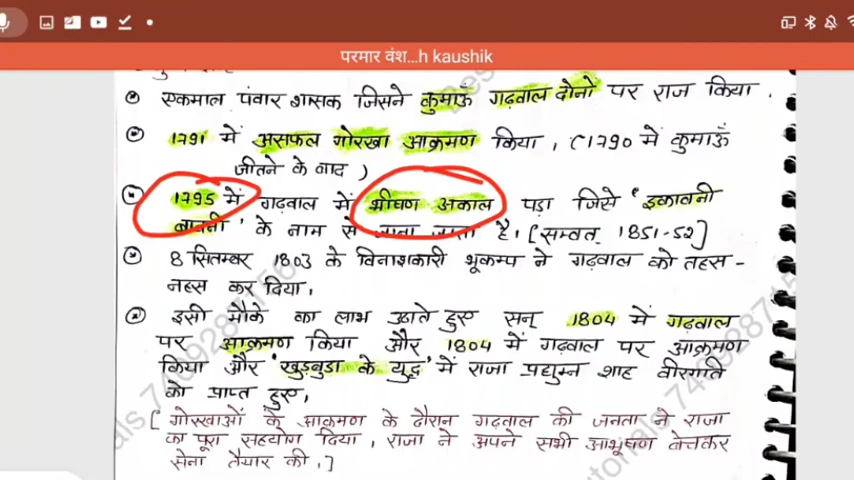 परमार वंश...h kaushik
एकमात्र पंवार शासक जिसने कुमाऊँ गढ़वाल दोनो पर राज किया .
1791 में असफल गोरखा आक्रमण किया , (1790 में कुमाऊँ
जीतने के बाद )
1795 में गढ़वाल में भीषण अकाल पड़ा जिसे ' इकावनी
बावनी ' के नाम से जाना जाता है। [सम्वत् 1851-52]
8 सितम्बर 1803 के विनाशकारी भूकम्प ने गढ़वाल को तहस -
नहस कर दिया ,
इसी मौके का लाभ उठाते हुए सन् 1804 में गढ़वाल
पर आक्रमण किया और 1804 में गढ़वाल पर आक्रमण
किया और 'खुड़बुड़ा के युद्ध' में राजा प्रद्युम्न शाह वीरगति
को प्राप्त हुए ,
[ गोरखाओं के आक्रमण के दौरान गढ़वाल की जनता ने राजा
का पूरा सहयोग दिया , राजा ने अपने सभी आभूषण बेचकर
सेना तैयार की .]